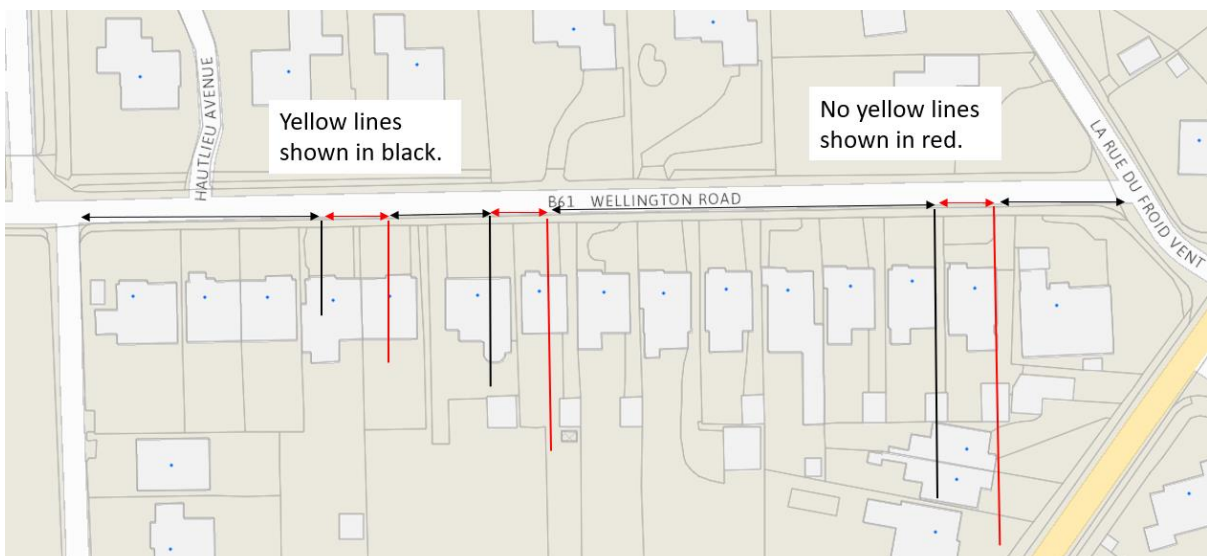 HAUTLIEU AVENUE
Yellow lines
shown in black.
No yellow lines
shown in red.
LA RUE DU FROID VENT
B61 WELLINGTON ROAD